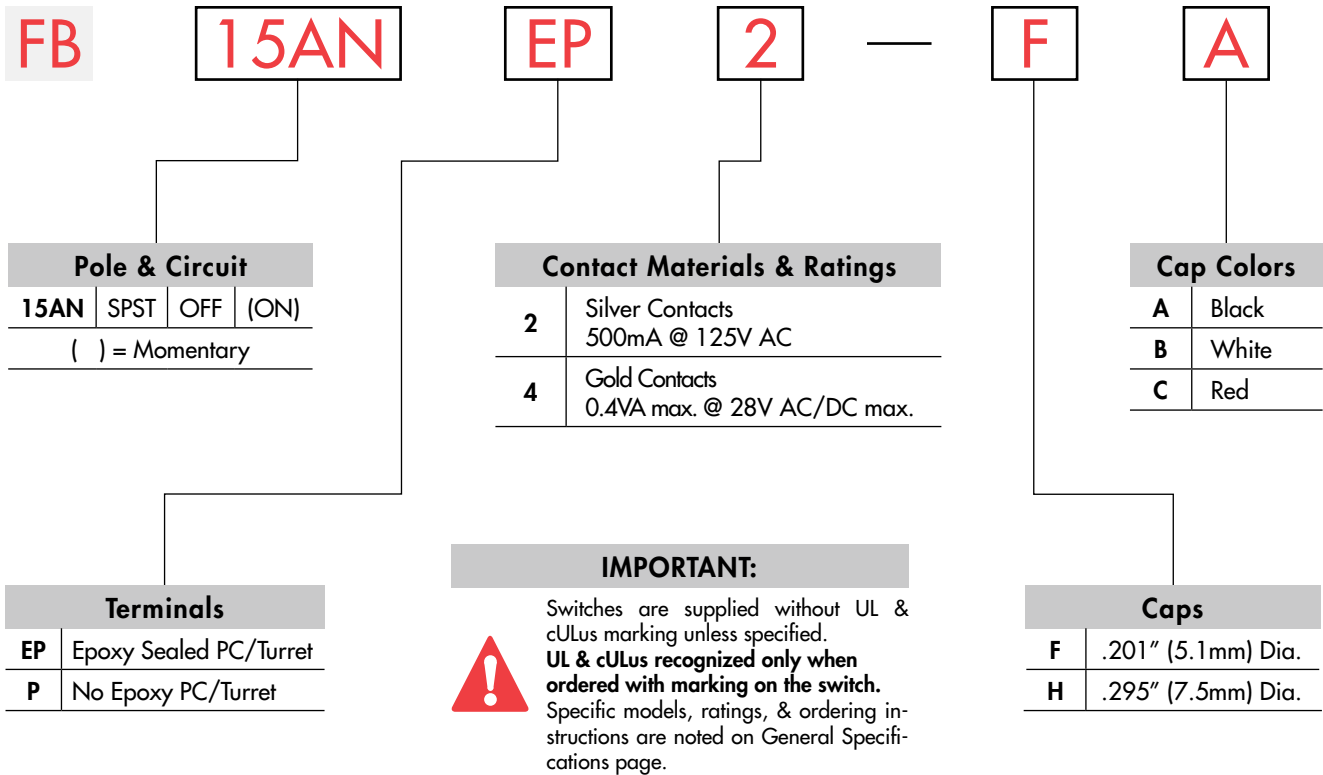 FB 15AN EP 2 — F A
Pole & Circuit
15AN SPST OFF (ON)
( ) = Momentary
Contact Materials & Ratings
2 Silver Contacts
500mA @ 125V AC
4 Gold Contacts
0.4VA max. @ 28V AC/DC max.
Cap Colors
A Black
B White
C Red
Terminals
EP Epoxy Sealed PC/Turret
P No Epoxy PC/Turret
IMPORTANT:
Switches are supplied without UL &
cULus marking unless specified.
UL & cULus recognized only when
ordered with marking on the switch.
Specific models, ratings, & ordering in-
structions are noted on General Specifi-
cations page.
Caps
F .201" (5.1mm) Dia.
H .295" (7.5mm) Dia.